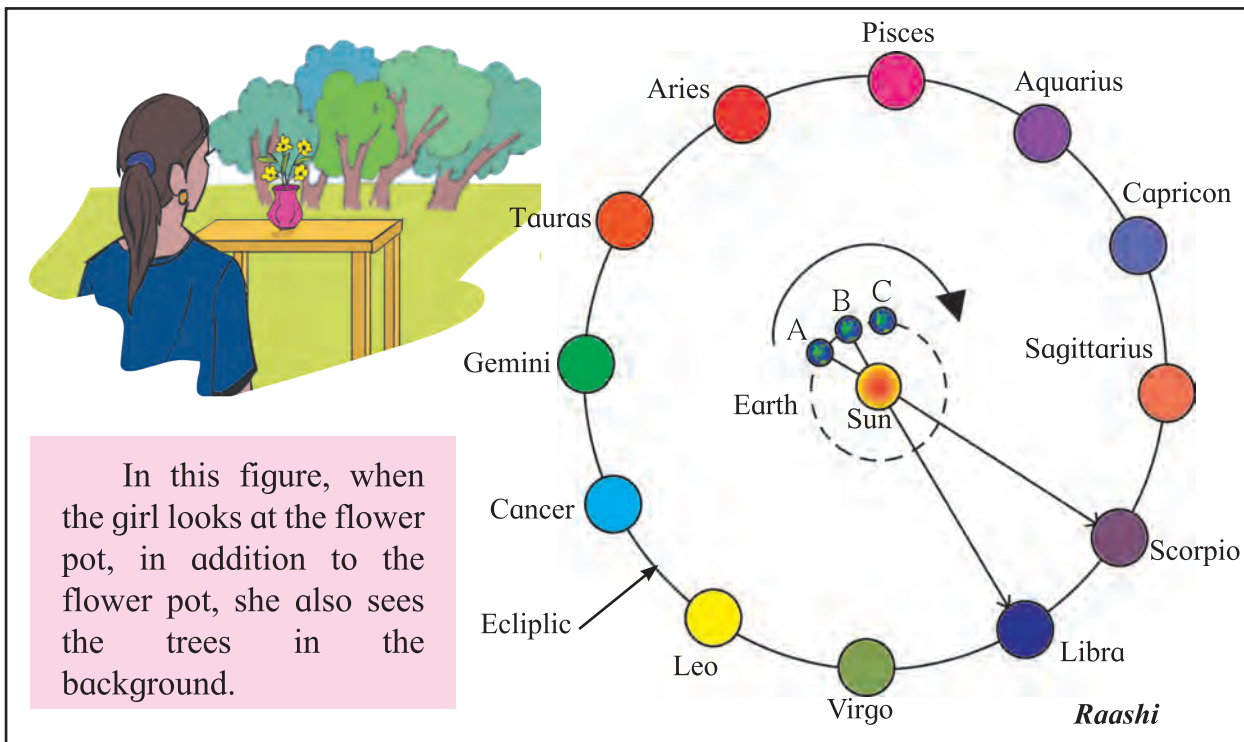 In this figure, when
the girl looks at the flower
pot, in addition to the
flower pot, she also sees
the trees in the
background.
Pisces
Aries
Aquarius
Tauras
Capricon
A
B
C
Gemini
Sagittarius
Earth
Sun
Cancer
Scorpio
Ecliplic
Leo
Libra
Virgo
Raashi